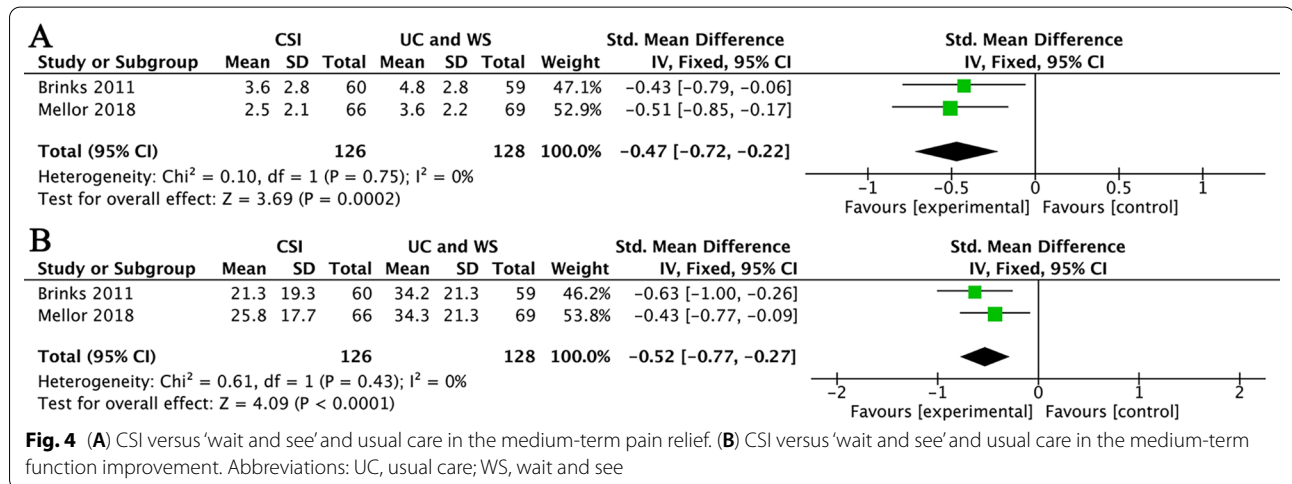 A
CSI UC and WS Std. Mean Difference Std. Mean Difference
Study or Subgroup Mean SD Total Mean SD Total Weight IV, Fixed, 95% CI IV, Fixed, 95% CI
Brinks 2011 3.6 2.8 60 4.8 2.8 59 47.1% −0.43 [−0.79, −0.06]
Mellor 2018 2.5 2.1 66 3.6 2.2 69 52.9% −0.51 [−0.85, −0.17]
Total (95% CI) 126 128 100.0% −0.47 [−0.72, −0.22]
Heterogeneity: Chi² = 0.10, df = 1 (P = 0.75); I² = 0%
Test for overall effect: Z = 3.69 (P = 0.0002)
−1 −0.5 0 0.5 1
Favours [experimental] Favours [control]
B
CSI UC and WS Std. Mean Difference Std. Mean Difference
Study or Subgroup Mean SD Total Mean SD Total Weight IV, Fixed, 95% CI IV, Fixed, 95% CI
Brinks 2011 21.3 19.3 60 34.2 21.3 59 46.2% −0.63 [−1.00, −0.26]
Mellor 2018 25.8 17.7 66 34.3 21.3 69 53.8% −0.43 [−0.77, −0.09]
Total (95% CI) 126 128 100.0% −0.52 [−0.77, −0.27]
Heterogeneity: Chi² = 0.61, df = 1 (P = 0.43); I² = 0%
Test for overall effect: Z = 4.09 (P < 0.0001)
−2 −1 0 1 2
Favours [experimental] Favours [control]
Fig. 4 (A) CSI versus ‘wait and see’ and usual care in the medium-term pain relief. (B) CSI versus ‘wait and see’ and usual care in the medium-term
function improvement. Abbreviations: UC, usual care; WS, wait and see